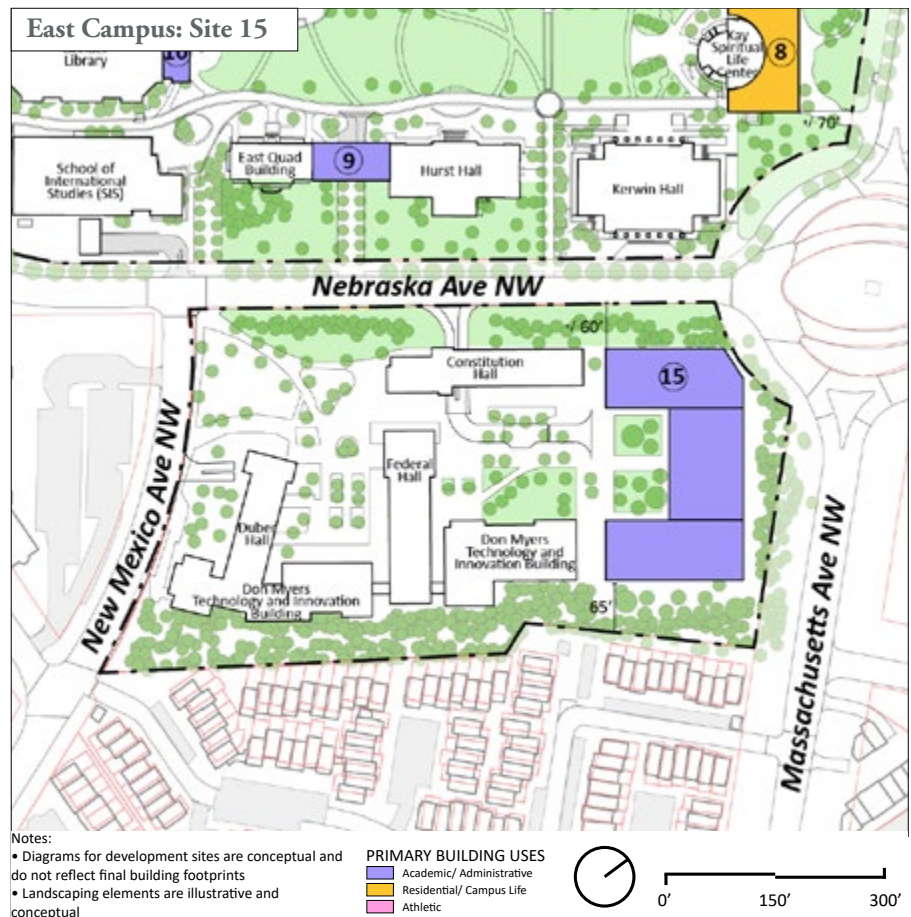 East Campus: Site 15
Library
10
Kay
Spiritual
Life
Center
8
+/- 70'
School of
International
Studies (SIS)
East Quad
Building
9
Hurst Hall
Kerwin Hall
Nebraska Ave NW
+/- 60'
Constitution
Hall
15
New Mexico Ave NW
Federal
Hall
Duber
Hall
Don Myers
Technology and
Innovation Building
Don Myers
Technology and Innovation
Building
65'
Massachusetts Ave NW
Notes:
• Diagrams for development sites are conceptual and
do not reflect final building footprints
• Landscaping elements are illustrative and
conceptual
PRIMARY BUILDING USES
Academic/ Administrative
Residential/ Campus Life
Athletic
0'
150'
300'